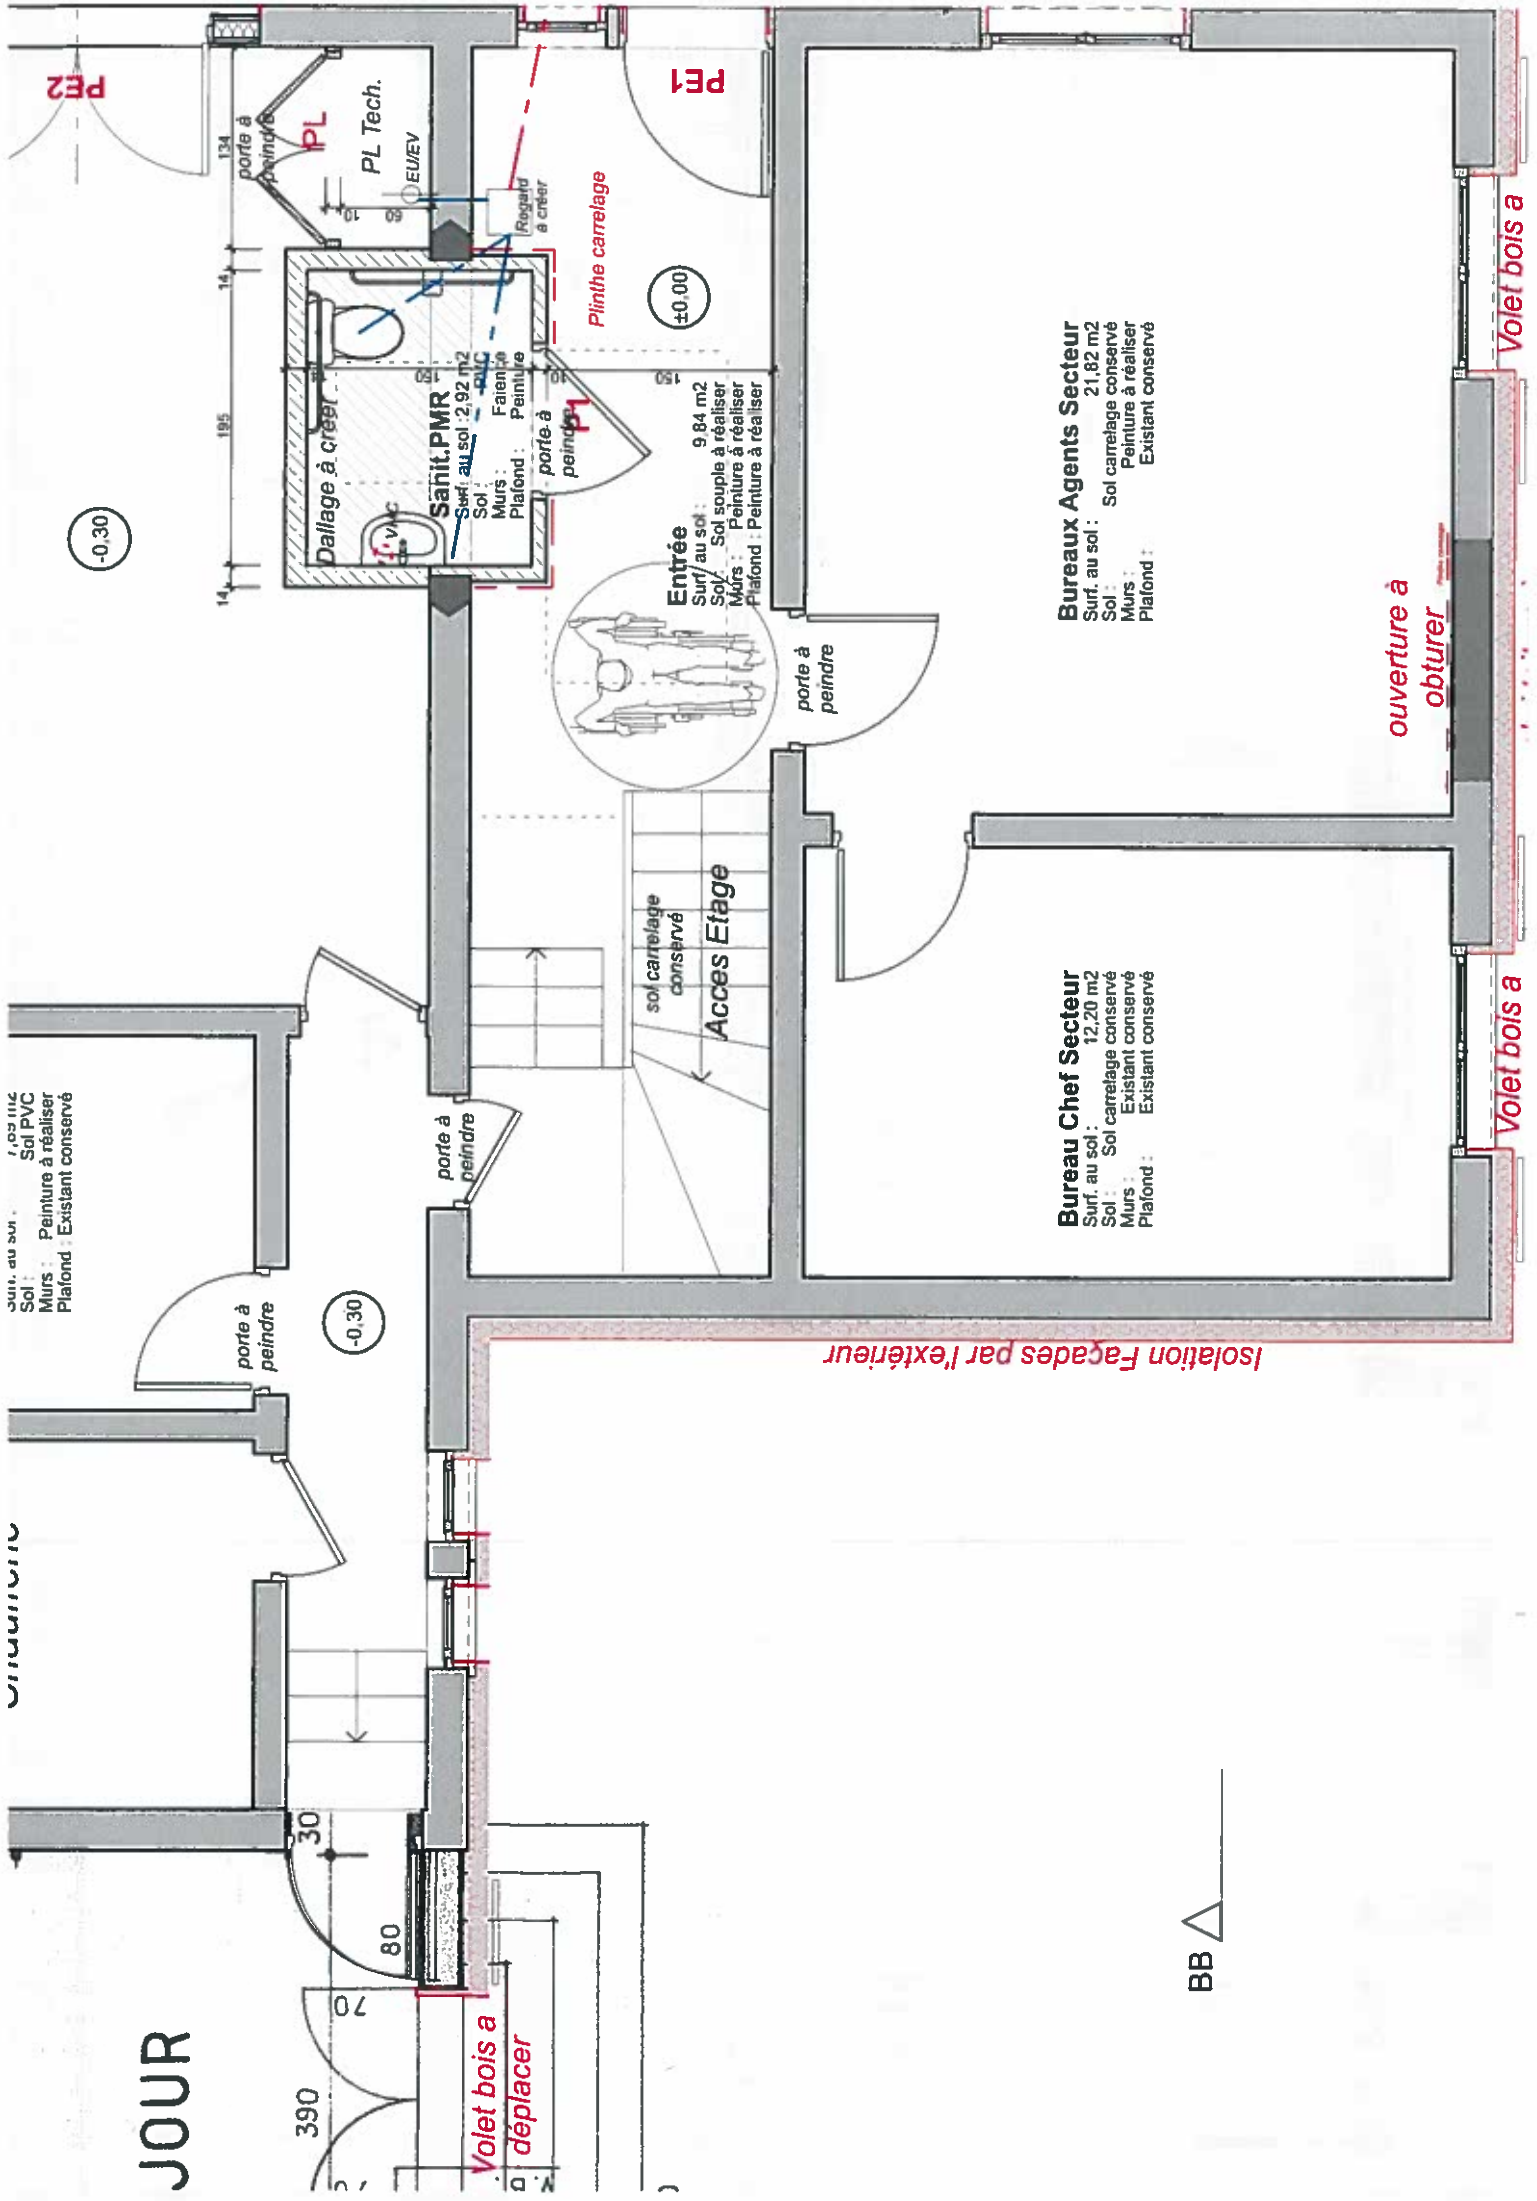 PE2
134
porte à
peindre
PL
PL Tech.
EU/EV
10
60
PE1
Regard
à créer
Plinthe carrelage
±0,00
14
195
14
-0,30
Dallage à créer
VMC
Sanit.PMR
Surf. au sol : 2,92 m2
Sol : PVC
Murs : Faience
Plafond : Peinture
150
10
150
porte à
peindre
P1
Entrée
Surf. au sol : 9,84 m2
Sol : Sol souple à réaliser
Murs : Peinture à réaliser
Plafond : Peinture à réaliser
porte à
peindre
Bureaux Agents Secteur
Surf. au sol : 21,82 m2
Sol : Sol carrelage conservé
Murs : Peinture à réaliser
Plafond : Existant conservé
Volet bois a
ouverture à
obturer
sol carrelage
conservé
Acces Etage
Bureau Chef Secteur
Surf. au sol : 12,20 m2
Sol : Sol carrelage conservé
Murs : Existant conservé
Plafond : Existant conservé
Volet bois a
Sol : Sol PVC
Murs : Peinture à réaliser
Plafond : Existant conservé
porte à
peindre
porte à
peindre
-0,30
Isolation Façades par l'extérieur
30
80
70
390
JOUR
Volet bois a
déplacer
BB